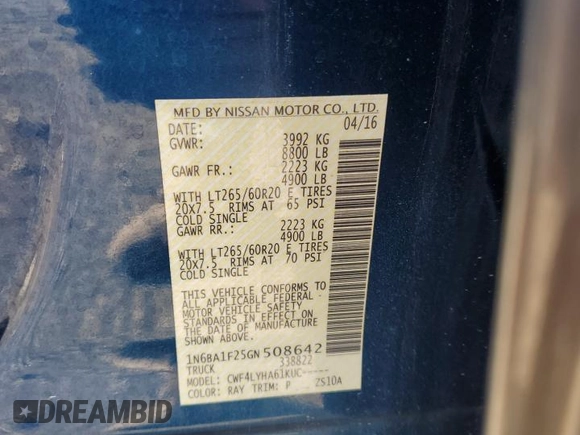 MFD BY NISSAN MOTOR CO., LTD.
DATE: 04/16
GVWR: 3992 KG
8800 LB
GAWR FR.: 2223 KG
4900 LB
WITH LT265/60R20 E TIRES
20X7.5 RIMS AT 65 PSI
COLD SINGLE
GAWR RR.: 2223 KG
4900 LB
WITH LT265/60R20 E TIRES
20X7.5 RIMS AT 70 PSI
COLD SINGLE
THIS VEHICLE CONFORMS TO
ALL APPLICABLE FEDERAL
MOTOR VEHICLE SAFETY
STANDARDS IN EFFECT ON
THE DATE OF MANUFACTURE
1N6BA1F25GN508642
TRUCK 338822
MODEL: CWF4LYHA61KUC
COLOR: RAY TRIM: P ZS10A
DREAMBID
.COM